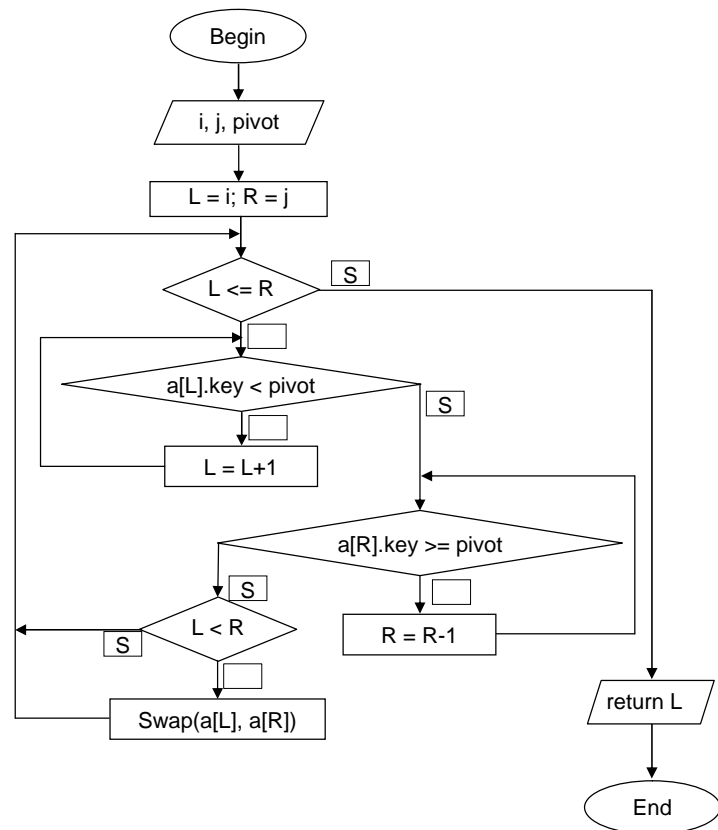 Begin
i, j, pivot
L = i; R = j
L <= R
S
a[L].key < pivot
S
L = L+1
a[R].key >= pivot
S
L < R
S
R = R-1
Swap(a[L], a[R])
return L
End